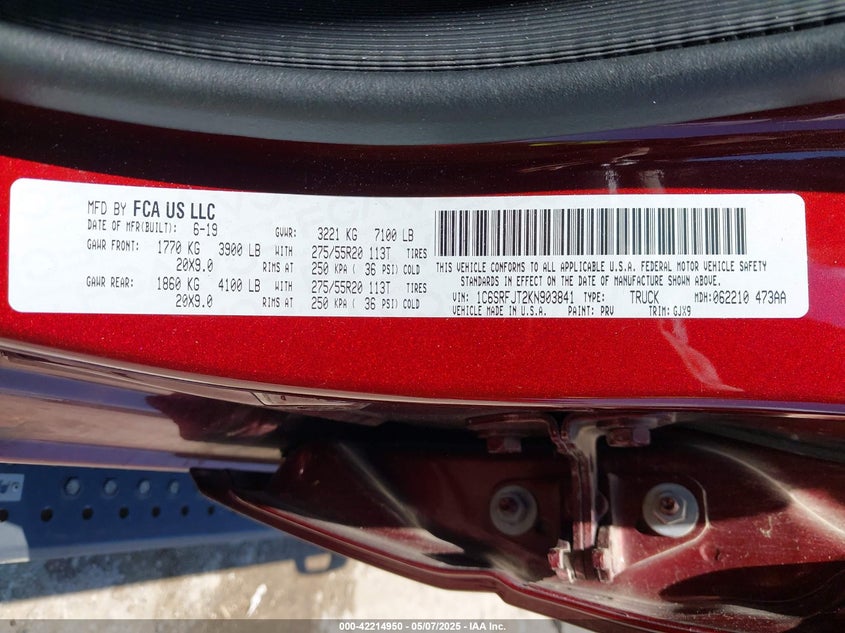 MFD BY FCA US LLC
DATE OF MFR(BUILT): 6-19 GVWR: 3221 KG 7100 LB
GAWR FRONT: 1770 KG 3900 LB WITH 275/55R20 113T TIRES
20X9.0 RIMS AT 250 KPA ( 36 PSI) COLD
GAWR REAR: 1860 KG 4100 LB WITH 275/55R20 113T TIRES
20X9.0 RIMS AT 250 KPA ( 36 PSI) COLD
THIS VEHICLE CONFORMS TO ALL APPLICABLE U.S.A. FEDERAL MOTOR VEHICLE SAFETY
STANDARDS IN EFFECT ON THE DATE OF MANUFACTURE SHOWN ABOVE.
VIN: 1C6SRFJT2KN903841 TYPE: TRUCK MDH:062210 473AA
VEHICLE MADE IN U.S.A. PAINT: PRV TRIM: GJX9
000-42214950 - 05/07/2025 - IAA Inc.